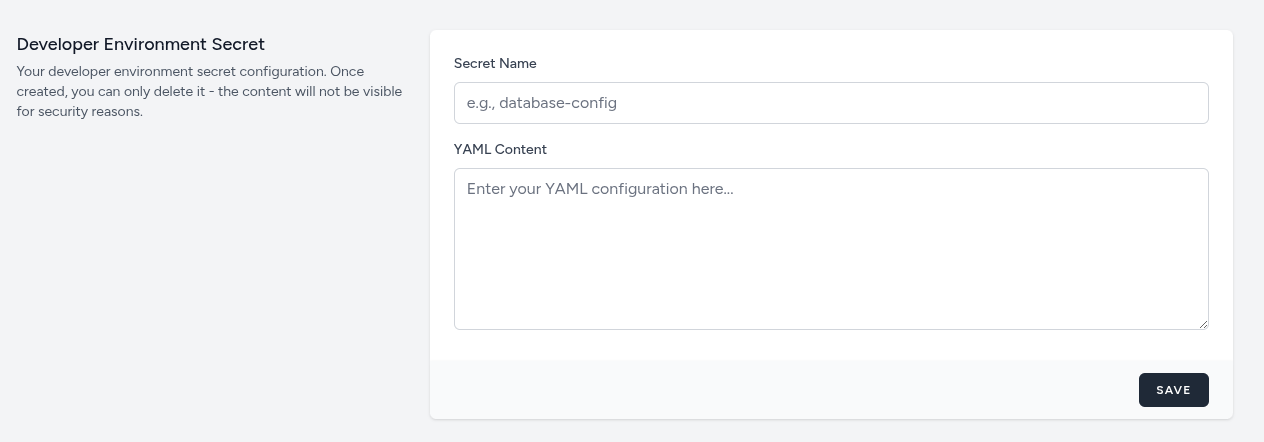 Developer Environment Secret
Your developer environment secret configuration. Once
created, you can only delete it - the content will not be visible
for security reasons.
Secret Name
e.g., database-config
YAML Content
Enter your YAML configuration here...
SAVE